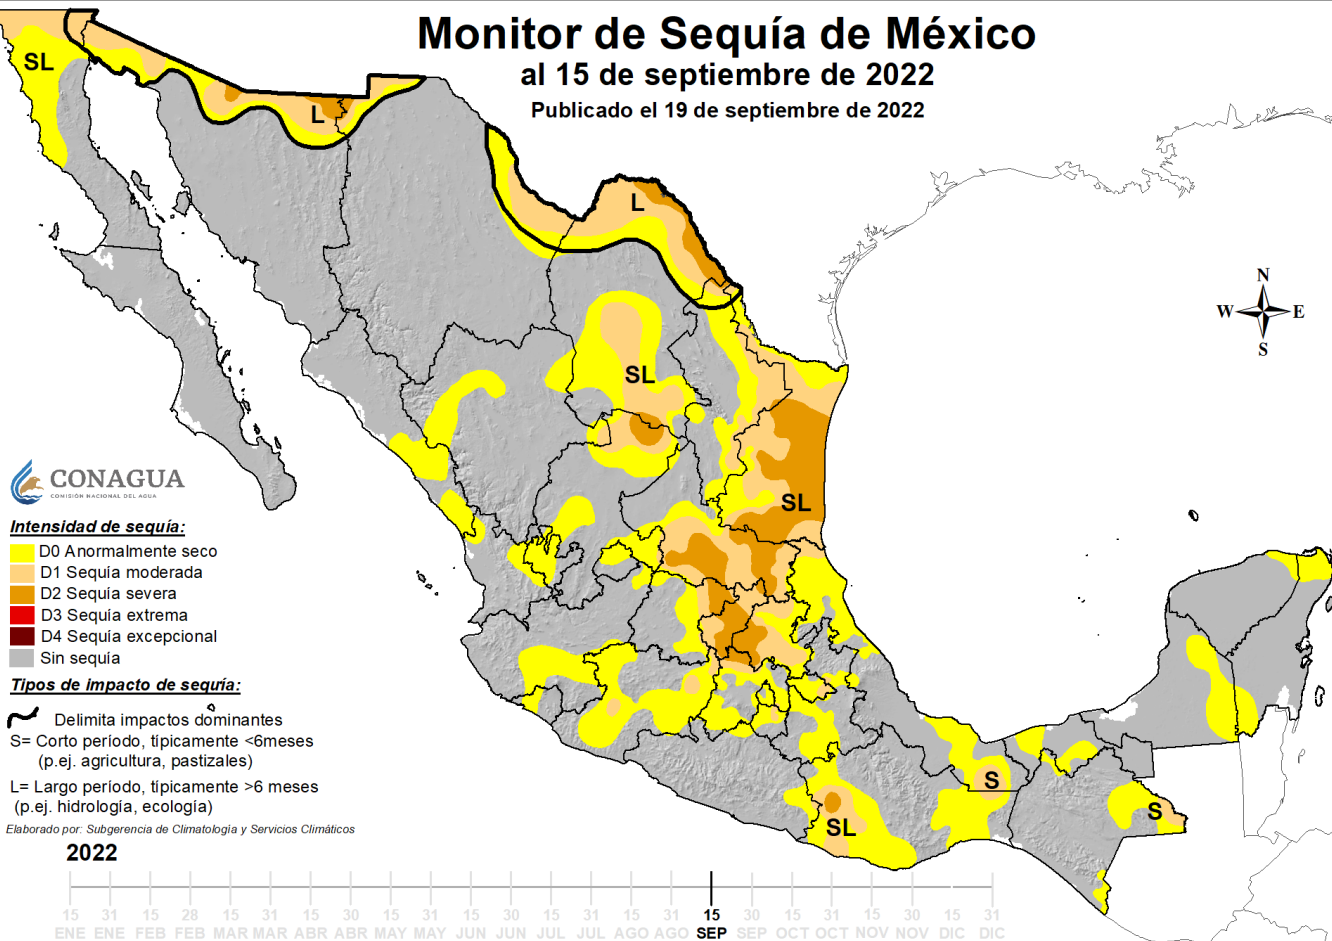 Monitor de Sequía de México
al 15 de septiembre de 2022
Publicado el 19 de septiembre de 2022
SL
L
L
SL
SL
SL
S
S
N
W E
S
CONAGUA
COMISIÓN NACIONAL DEL AGUA
Intensidad de sequía:
D0 Anormalmente seco
D1 Sequía moderada
D2 Sequía severa
D3 Sequía extrema
D4 Sequía excepcional
Sin sequía
Tipos de impacto de sequía:
Delimita impactos dominantes
S= Corto período, típicamente <6meses
(p.ej. agricultura, pastizales)
L= Largo período, típicamente >6 meses
(p.ej. hidrología, ecología)
Elaborado por: Subgerencia de Climatología y Servicios Climáticos
2022
15 31 15 28 15 31 15 30 15 31 15 30 15 31 15 31 15 30 15 31 15 30 15 31
ENE ENE FEB FEB MAR MAR ABR ABR MAY MAY JUN JUN JUL JUL AGO AGO SEP SEP OCT OCT NOV NOV DIC DIC